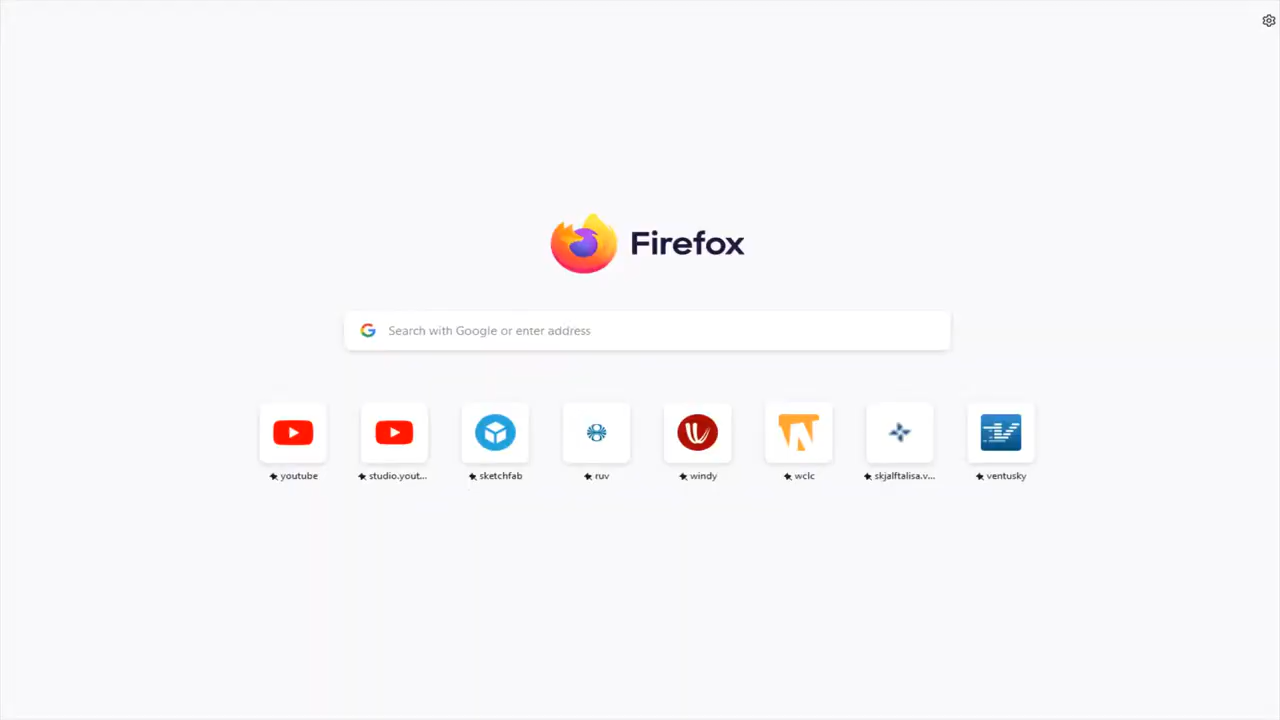 Firefox
Search with Google or enter address
youtube
studio.yout...
sketchfab
ruv
windy
wclc
skjalftalisa.v...
ventusky